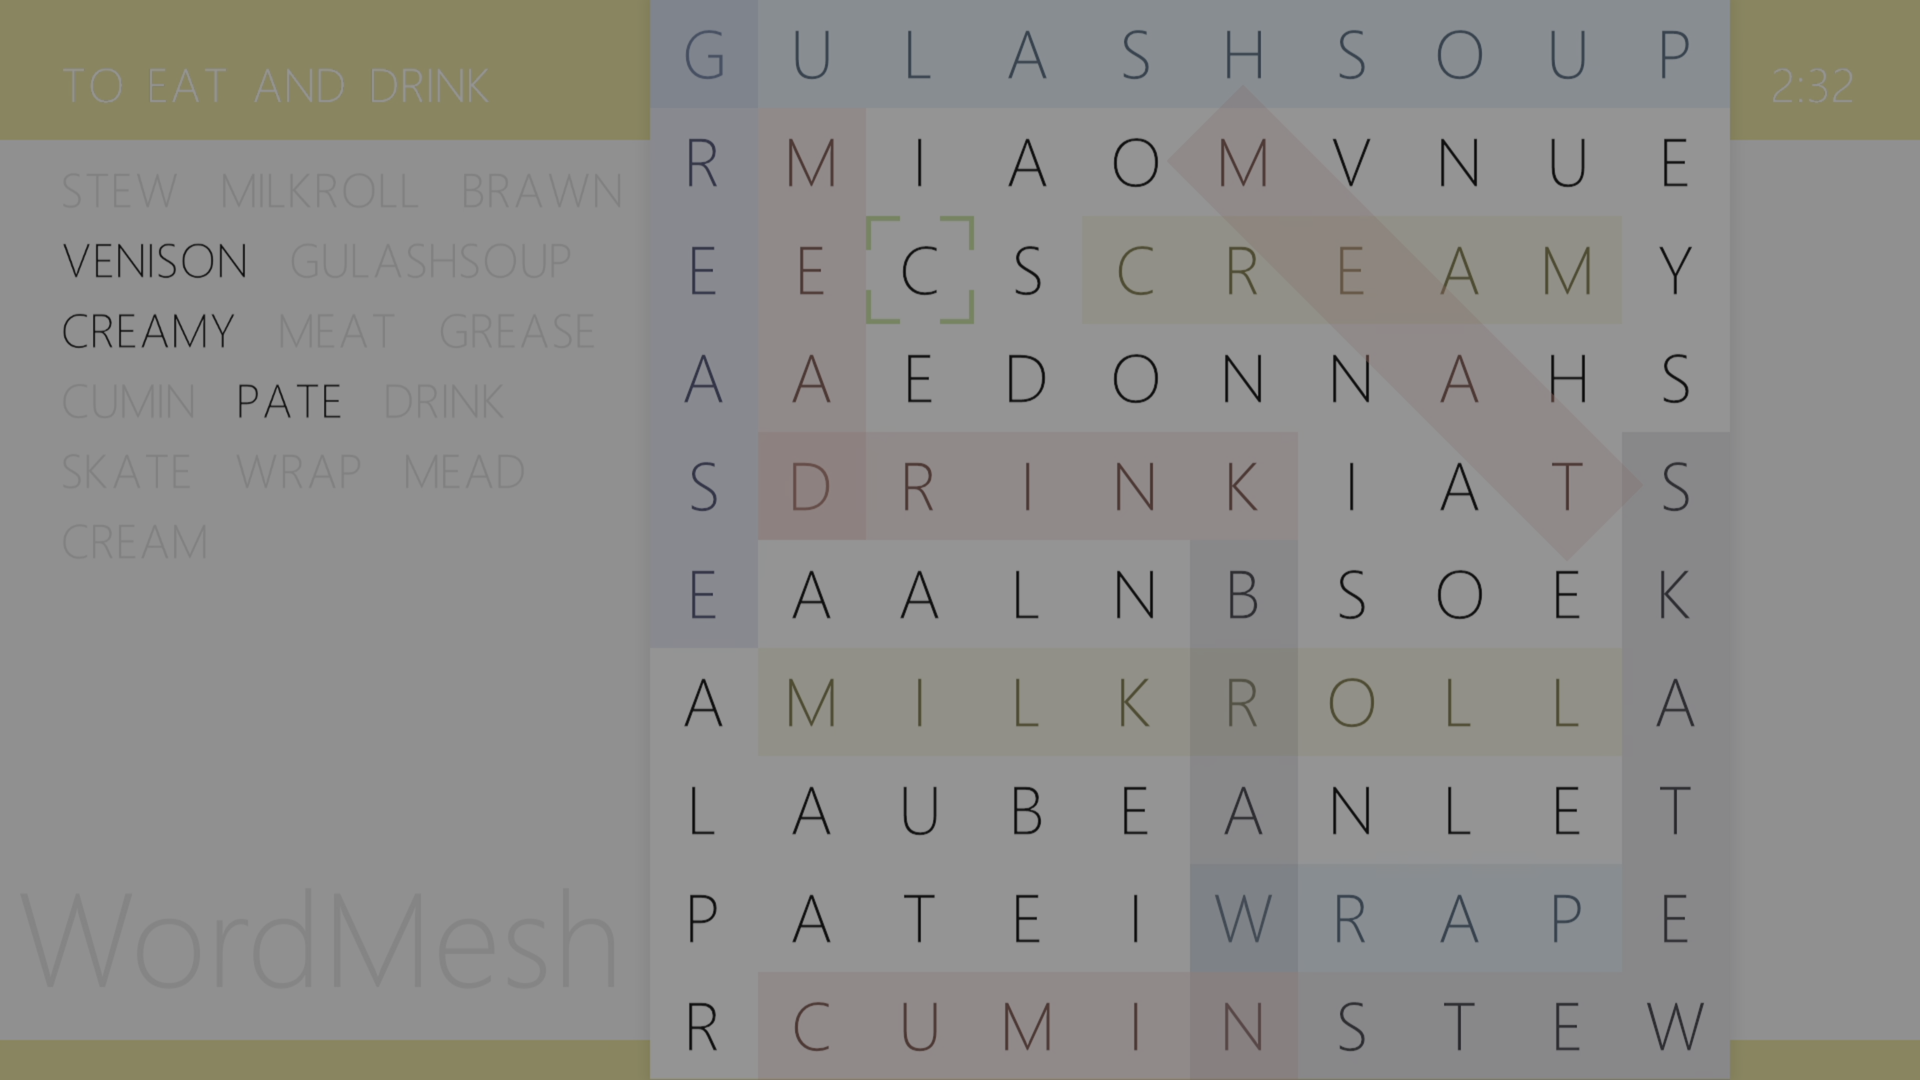 TO EAT AND DRINK
2:32
STEW MILKROLL BRAWN
VENISON GULASHSOUP
CREAMY MEAT GREASE
CUMIN PATE DRINK
SKATE WRAP MEAD
CREAM
WordMesh
G U L A S H S O U P
R M I A O M V N U E
E E C S C R E A M Y
A A E D O N N A H S
S D R I N K I A T S
E A A L N B S O E K
A M I L K R O L L A
L A U B E A N L E T
P A T E I W R A P E
R C U M I N S T E W